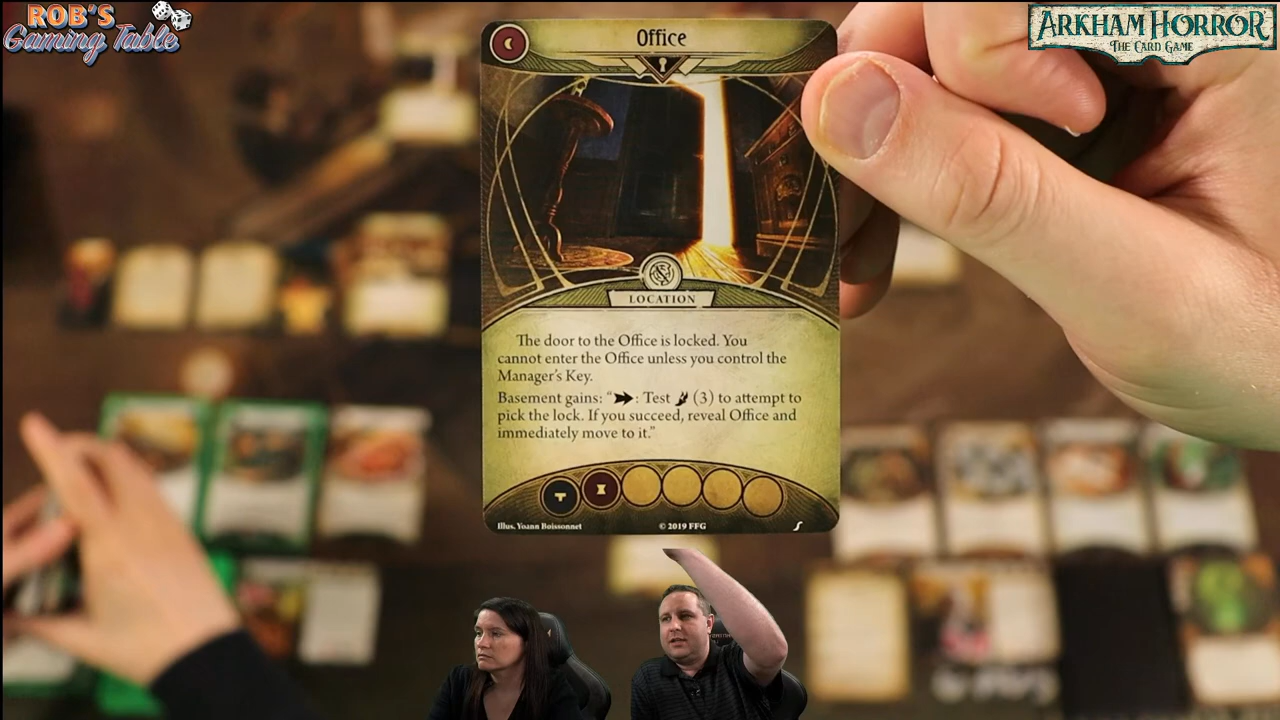 ROB'S
Gaming Table
ARKHAM HORROR
THE CARD GAME
Office
LOCATION
The door to the Office is locked. You
cannot enter the Office unless you control the
Manager's Key.
Basement gains: " : Test (3) to attempt to
pick the lock. If you succeed, reveal Office and
immediately move to it."
Illus. Yoann Boissonnet
© 2019 FFG